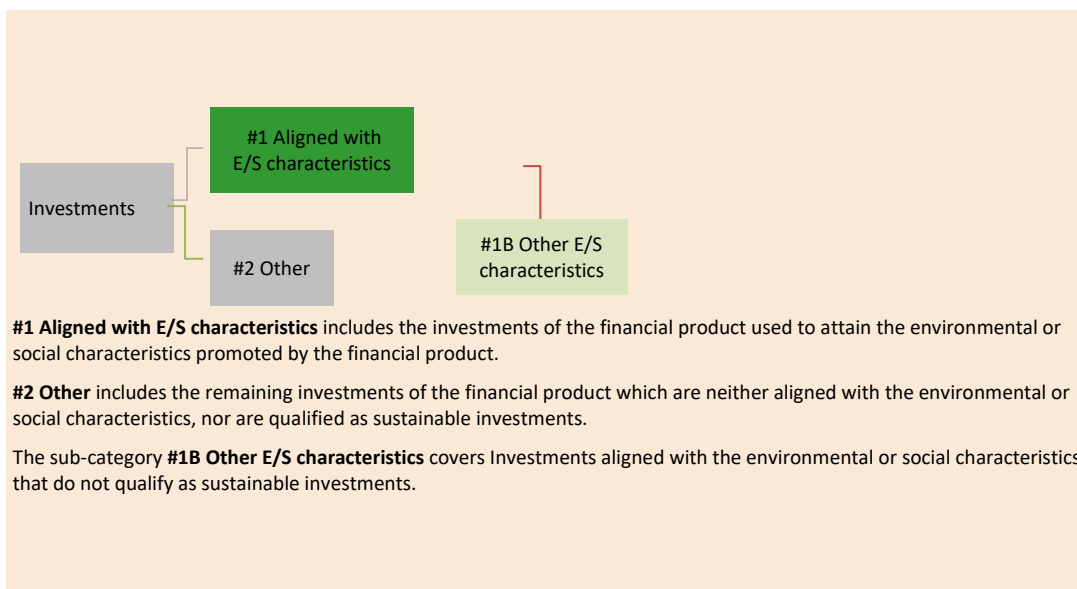 #1 Aligned with
E/S characteristics
Investments
#2 Other
#1B Other E/S
characteristics
#1 Aligned with E/S characteristics includes the investments of the financial product used to attain the environmental or
social characteristics promoted by the financial product.
#2 Other includes the remaining investments of the financial product which are neither aligned with the environmental or
social characteristics, nor are qualified as sustainable investments.
The sub-category #1B Other E/S characteristics covers Investments aligned with the environmental or social characteristics
that do not qualify as sustainable investments.